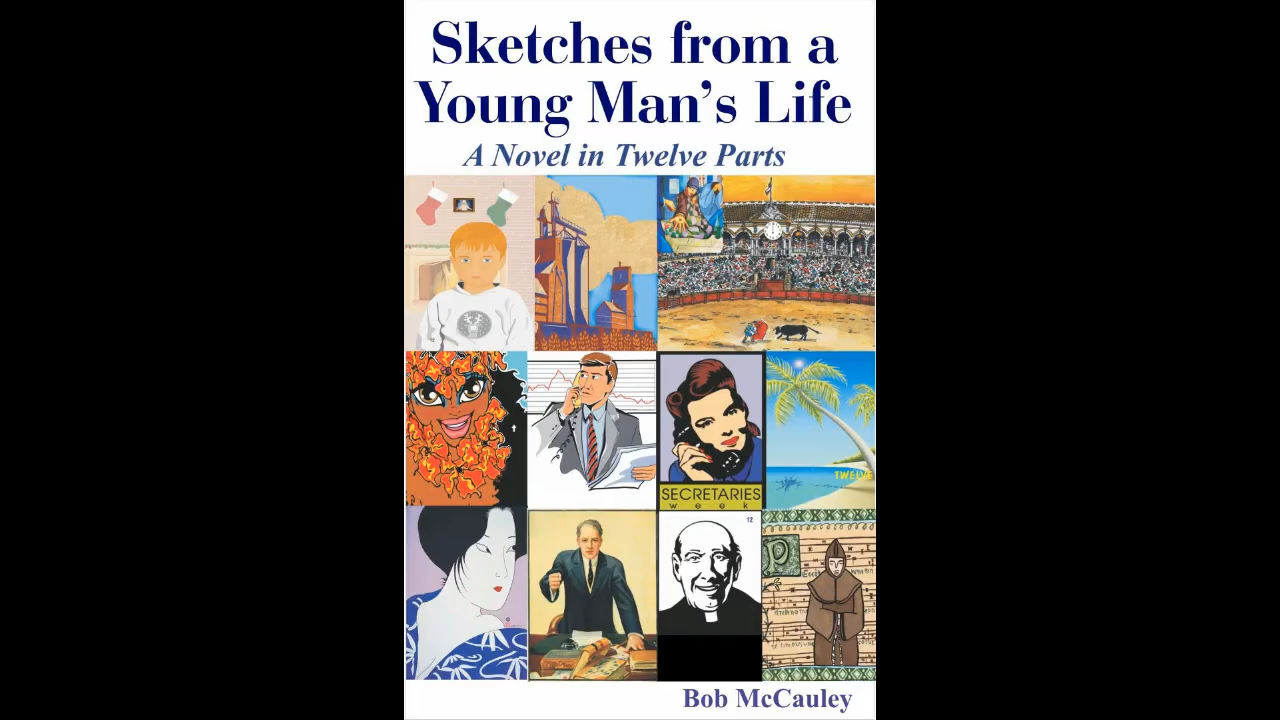 Sketches from a
Young Man's Life
A Novel in Twelve Parts
TWELVE
SECRETARIES
week
12
Bob McCauley